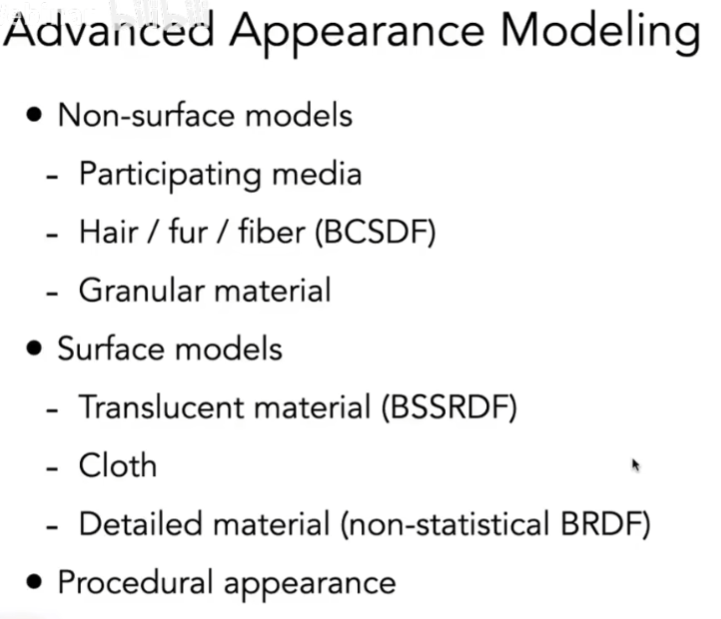 Advanced Appearance Modeling
• Non-surface models
- Participating media
- Hair / fur / fiber (BCSDF)
- Granular material
• Surface models
- Translucent material (BSSRDF)
- Cloth
- Detailed material (non-statistical BRDF)
• Procedural appearance